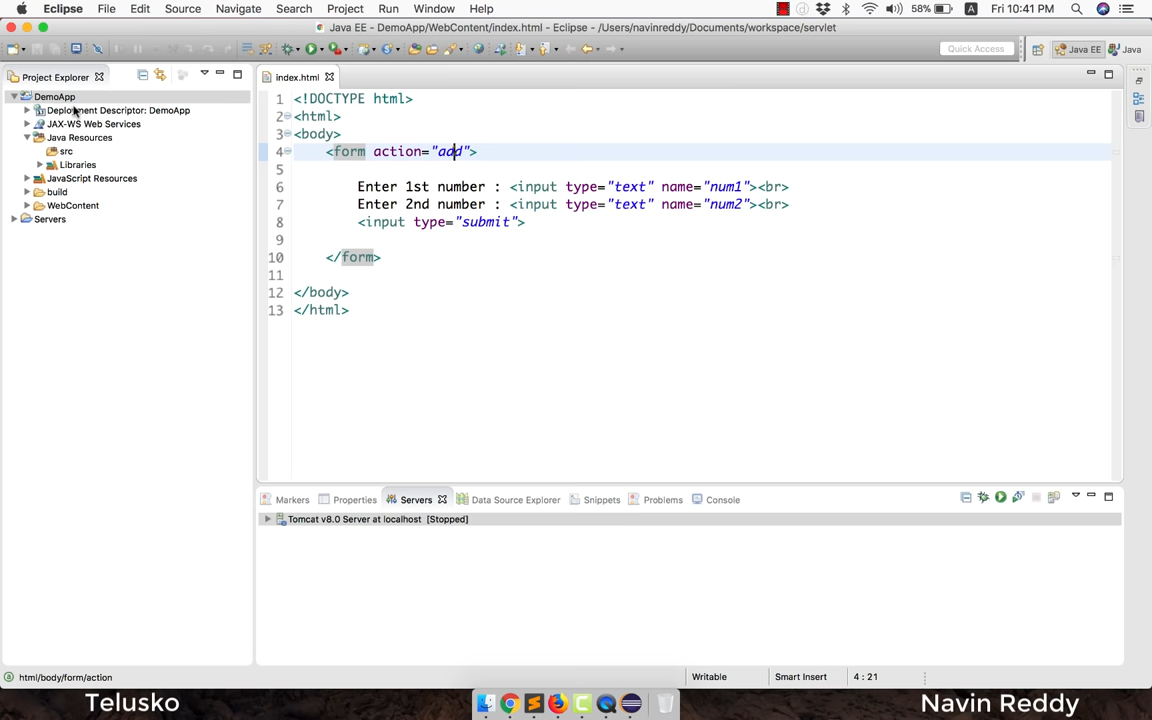 Eclipse File Edit Source Navigate Search Project Run Window Help 58% A Fri 10:41 PM
Java EE - DemoApp/WebContent/index.html - Eclipse - /Users/navinreddy/Documents/workspace/servlet
Quick Access Java EE Java
Project Explorer
DemoApp
Deployment Descriptor: DemoApp
JAX-WS Web Services
Java Resources
src
Libraries
JavaScript Resources
build
WebContent
Servers
index.html
1 <!DOCTYPE html>
2 <html>
3 <body>
4 <form action="add">
5
6 Enter 1st number : <input type="text" name="num1"><br>
7 Enter 2nd number : <input type="text" name="num2"><br>
8 <input type="submit">
9
10 </form>
11
12 </body>
13 </html>
Markers Properties Servers Data Source Explorer Snippets Problems Console
Tomcat v8.0 Server at localhost [Stopped]
html/body/form/action Writable Smart Insert 4 : 21
Telusko Navin Reddy